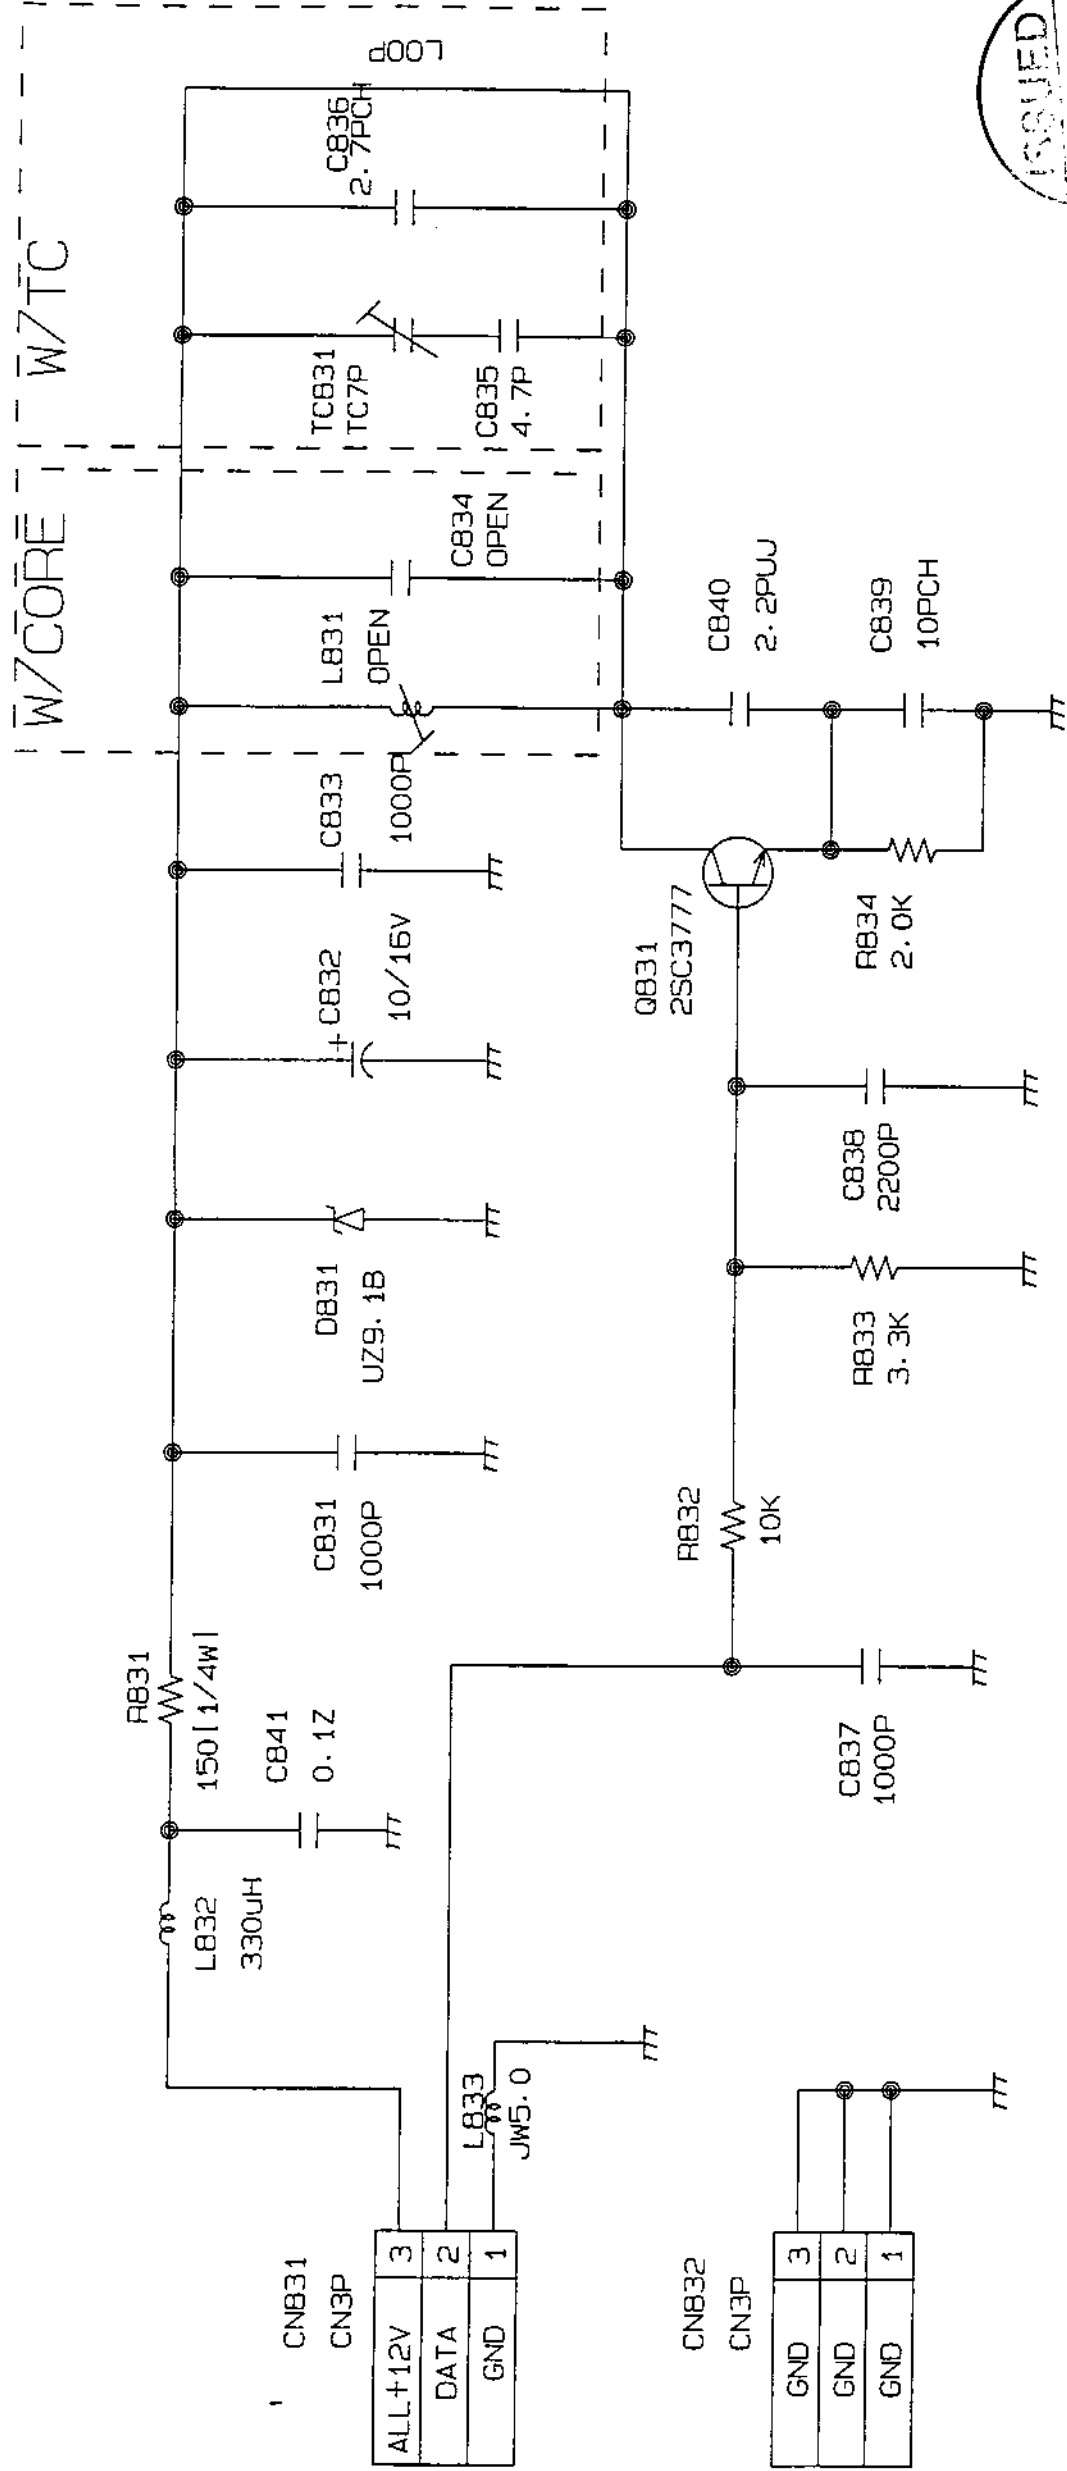 W/CORE
W/TC
LOOP
C836
2.7PCH
TC831
TC7P
C835
4.7P
C834
OPEN
L831
OPEN
C833
1000P
C832
+
10/16V
D831
UZ9.1B
C831
1000P
R831
150[1/4W]
C841
0.1Z
L832
330uH
C840
2.2PUJ
C839
10PCH
Q831
2SC3777
R834
2.0K
C838
2200P
R833
3.3K
R832
10K
C837
1000P
L833
JW5.0
CN831
CN3P
ALL+12V 3
DATA 2
GND 1
CN832
CN3P
GND 3
GND 2
GND 1
ISSUED